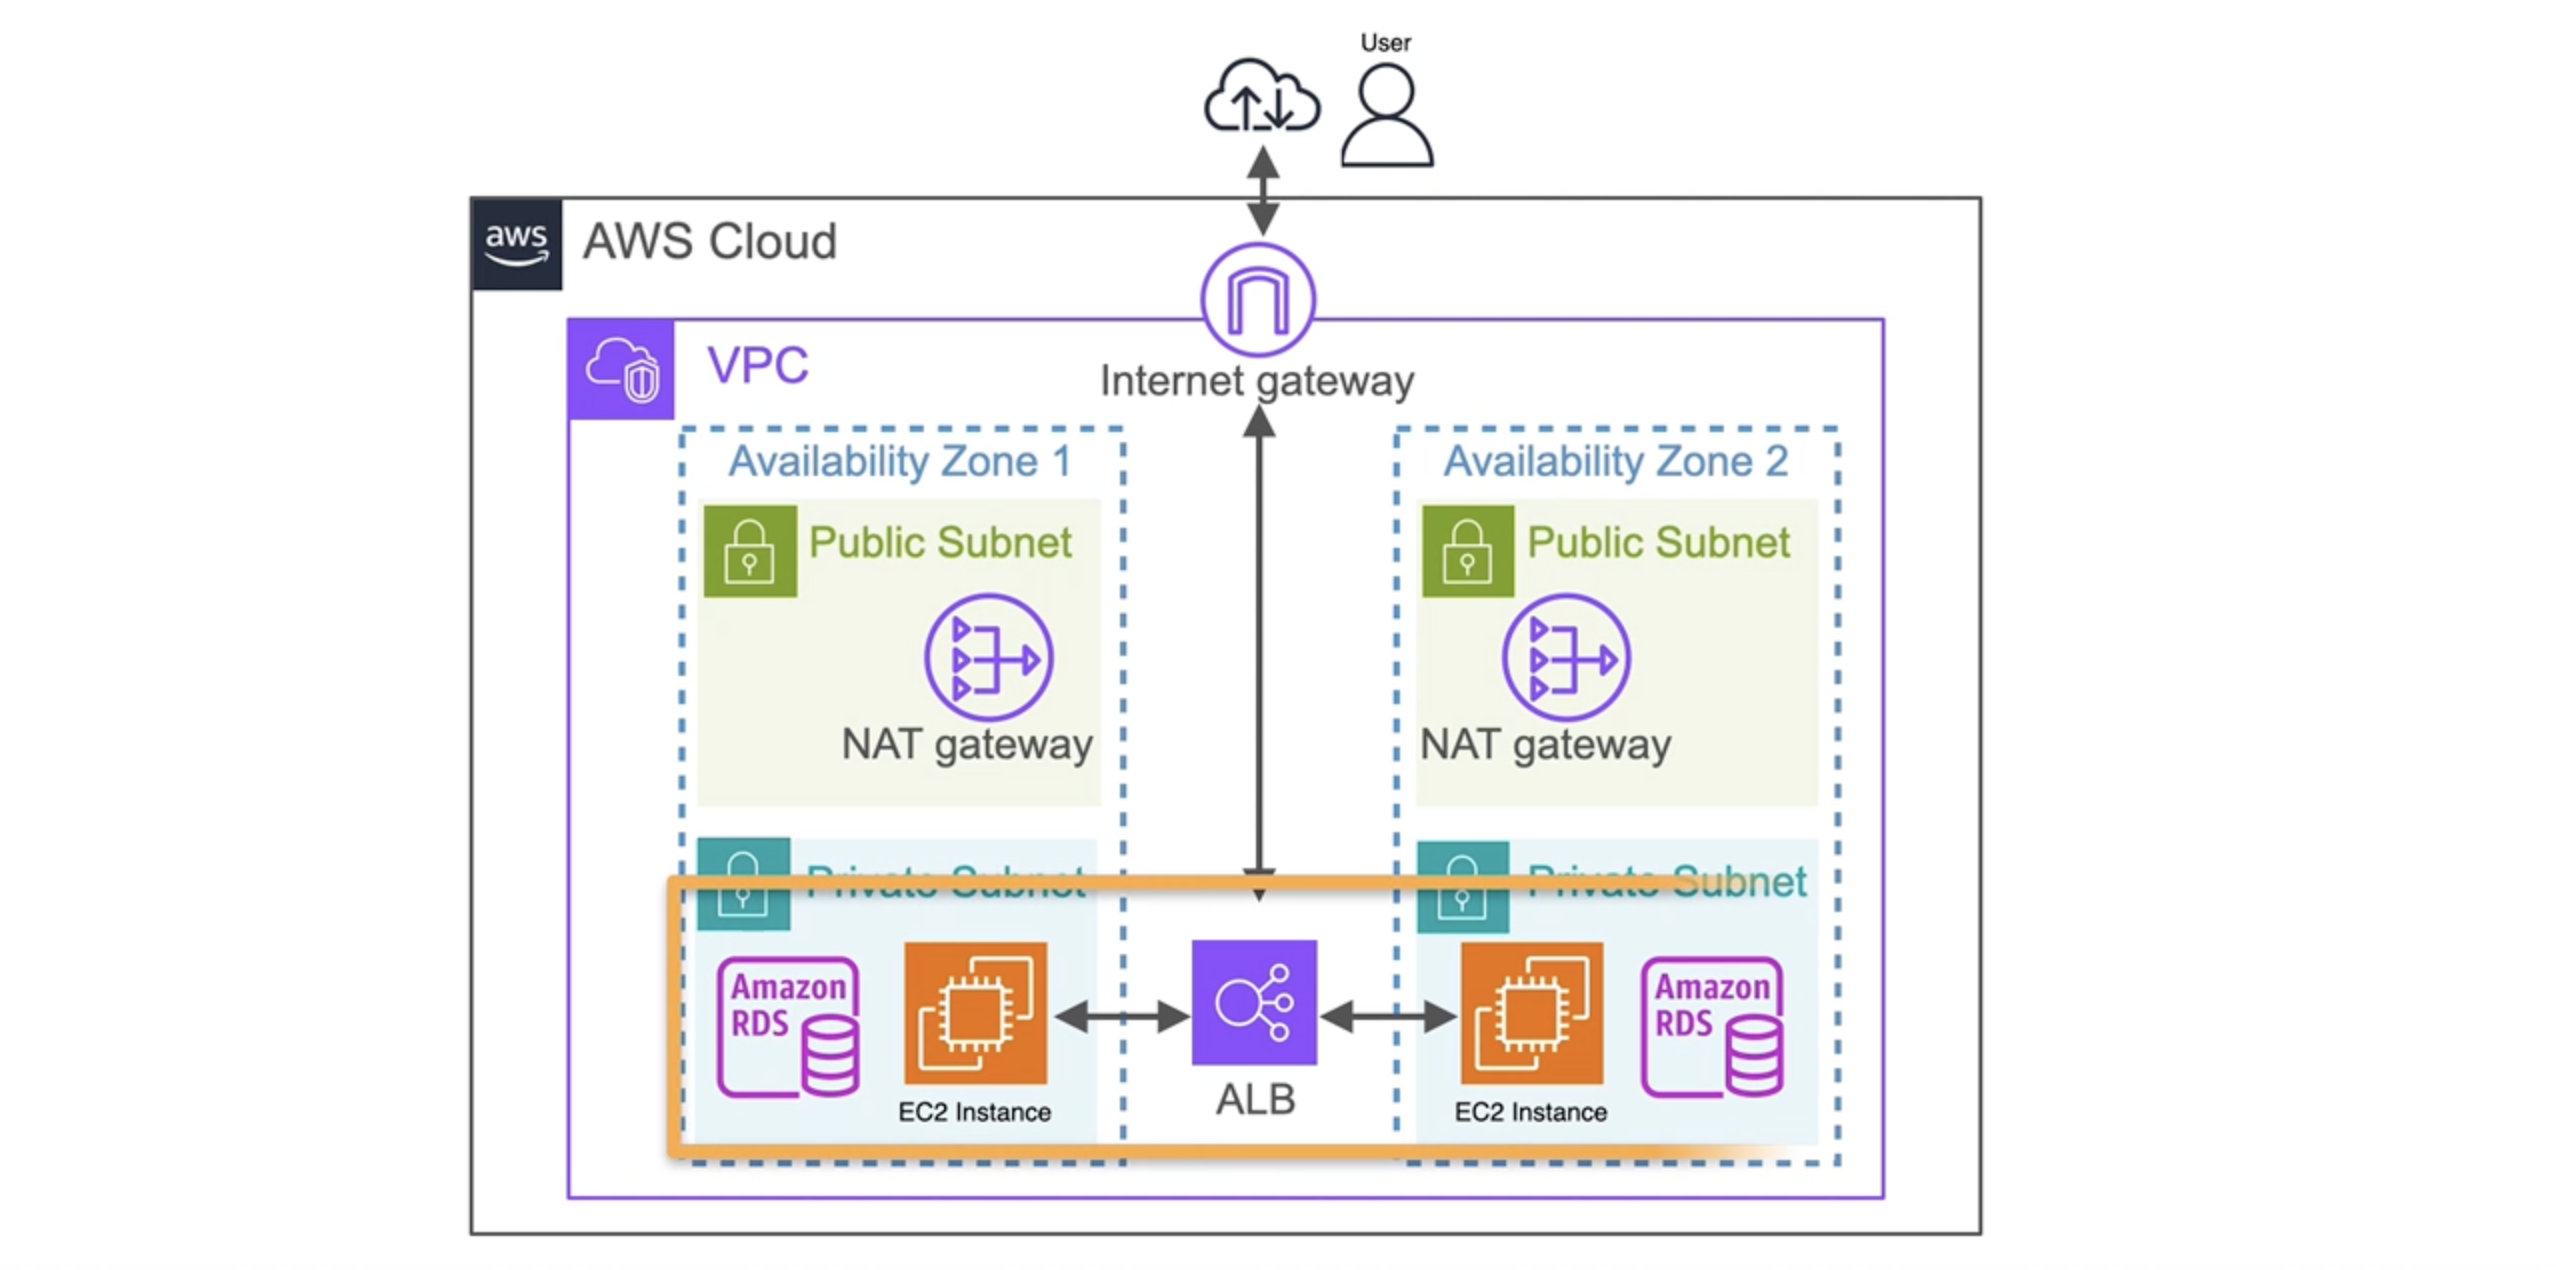 User
aws
AWS Cloud
VPC
Internet gateway
Availability Zone 1
Availability Zone 2
Public Subnet
Public Subnet
NAT gateway
NAT gateway
Private Subnet
Private Subnet
Amazon
RDS
EC2 Instance
ALB
EC2 Instance
Amazon
RDS